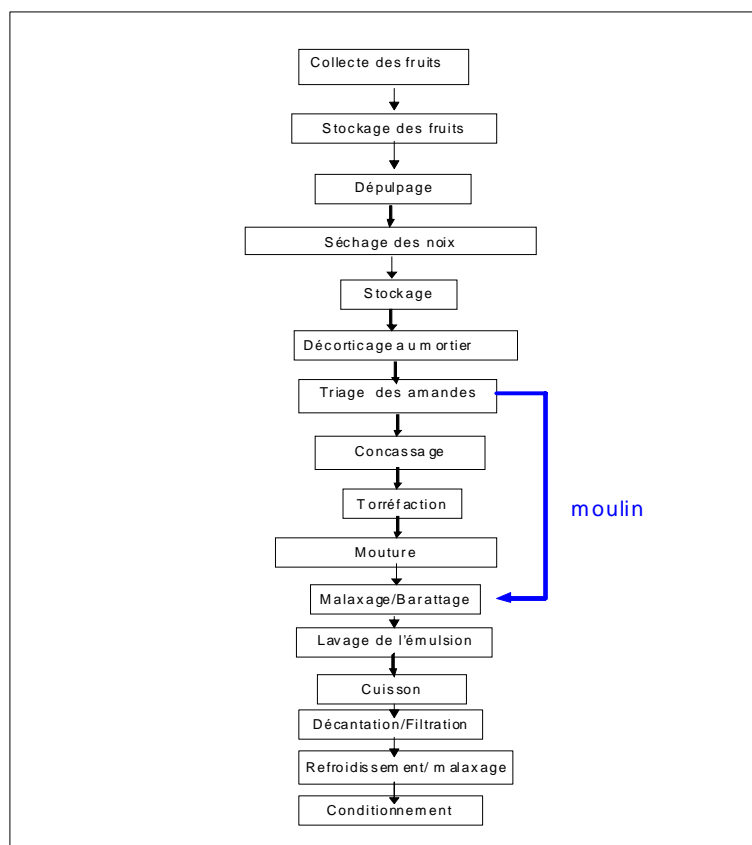 Collecte des fruits
Stockage des fruits
Dépulpage
Séchage des noix
Stockage
Décorticage au mortier
Triage des amandes
Concassage
Torréfaction
moulin
Mouture
Malaxage/Barattage
Lavage de l'émulsion
Cuisson
Décantation/Filtration
Refroidissement/ malaxage
Conditionnement